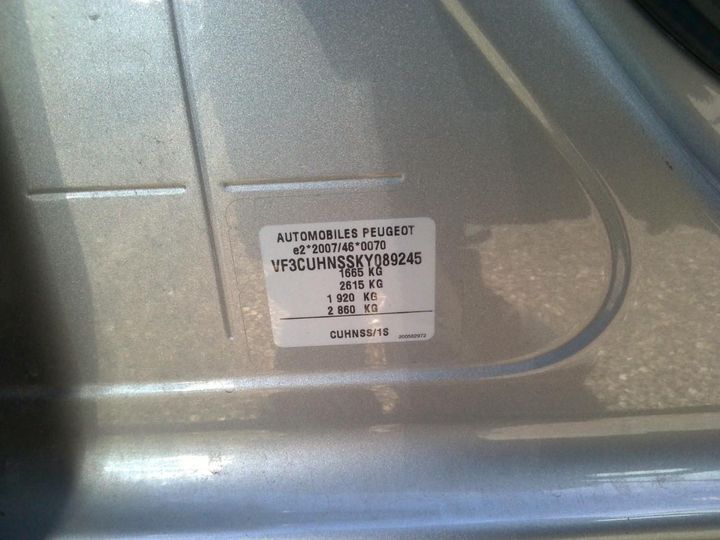 AUTOMOBILES PEUGEOT
e2*2007/46*0070
VF3CUHNSSKY089245
1665 KG
2615 KG
1 920 KG
2 860 KG
CUHNSS/1S
200562972